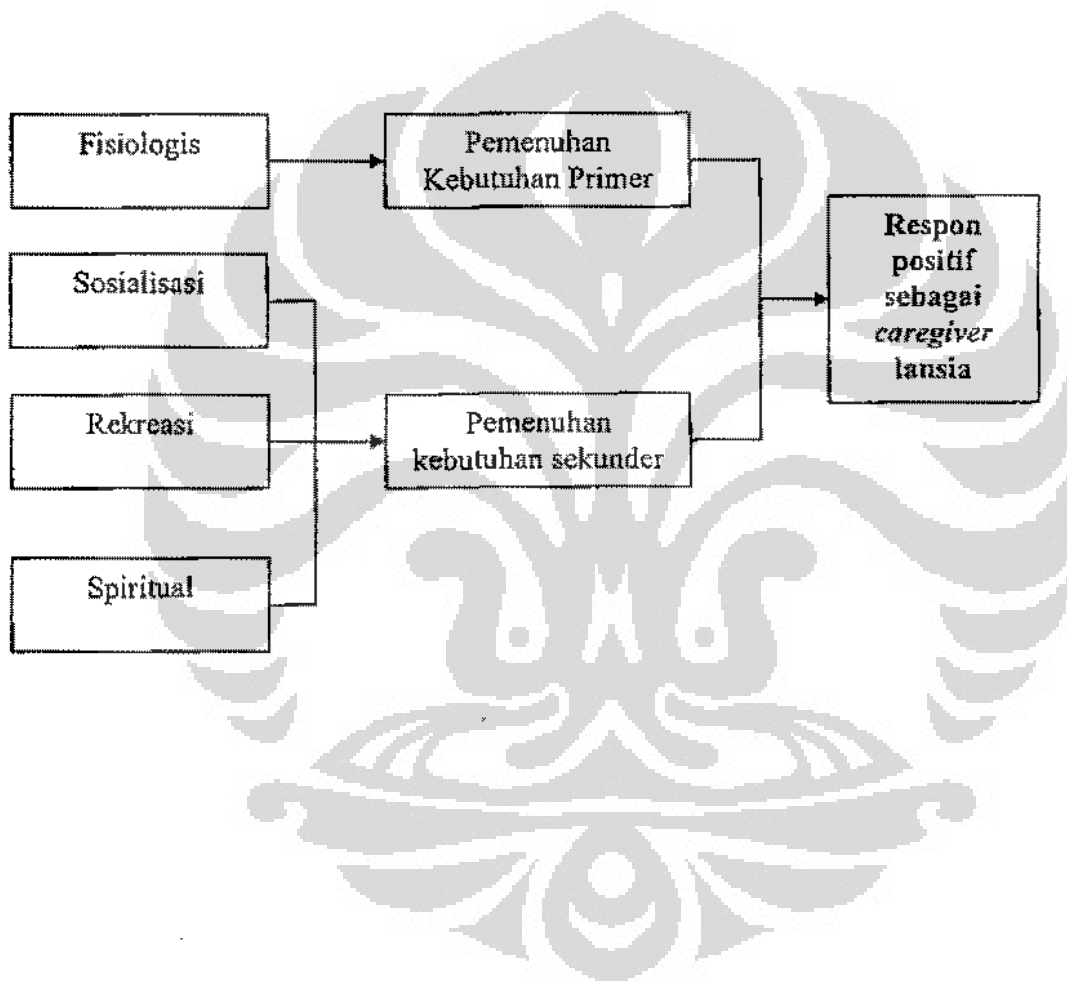 Fisiologis
Pemenuhan
Kebutuhan Primer
Respon
positif
sebagai
caregiver
lansia
Sosialisasi
Rekreasi
Pemenuhan
kebutuhan sekunder
Spiritual